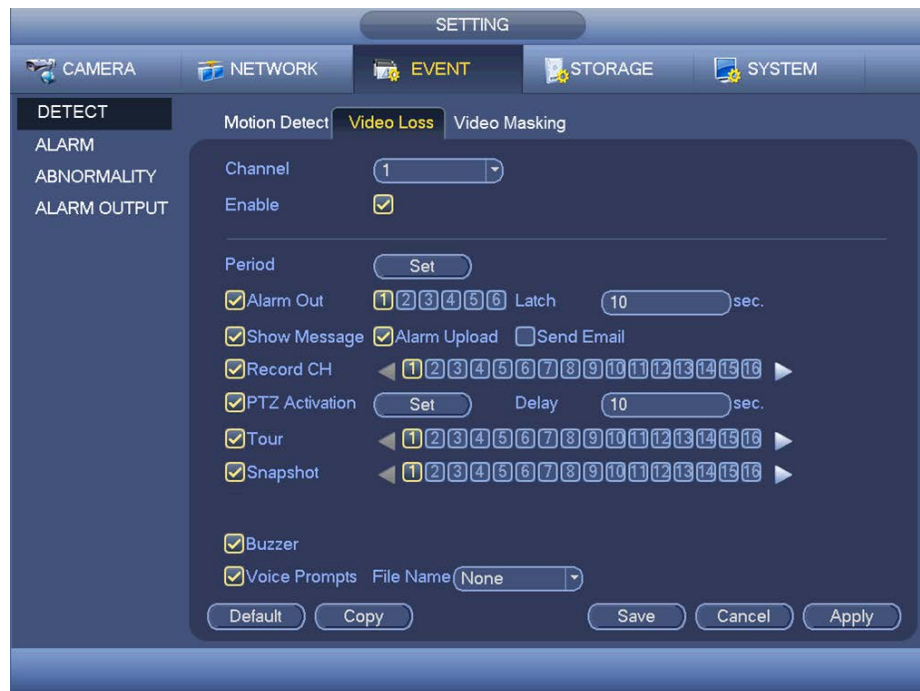 SETTING
CAMERA NETWORK EVENT STORAGE SYSTEM
DETECT
ALARM
ABNORMALITY
ALARM OUTPUT
Motion Detect Video Loss Video Masking
Channel 1
Enable
Period Set
Alarm Out 1 2 3 4 5 6 Latch 10 sec.
Show Message Alarm Upload Send Email
Record CH 1 2 3 4 5 6 7 8 9 10 11 12 13 14 15 16
PTZ Activation Set Delay 10 sec.
Tour 1 2 3 4 5 6 7 8 9 10 11 12 13 14 15 16
Snapshot 1 2 3 4 5 6 7 8 9 10 11 12 13 14 15 16
Buzzer
Voice Prompts File Name None
Default Copy Save Cancel Apply